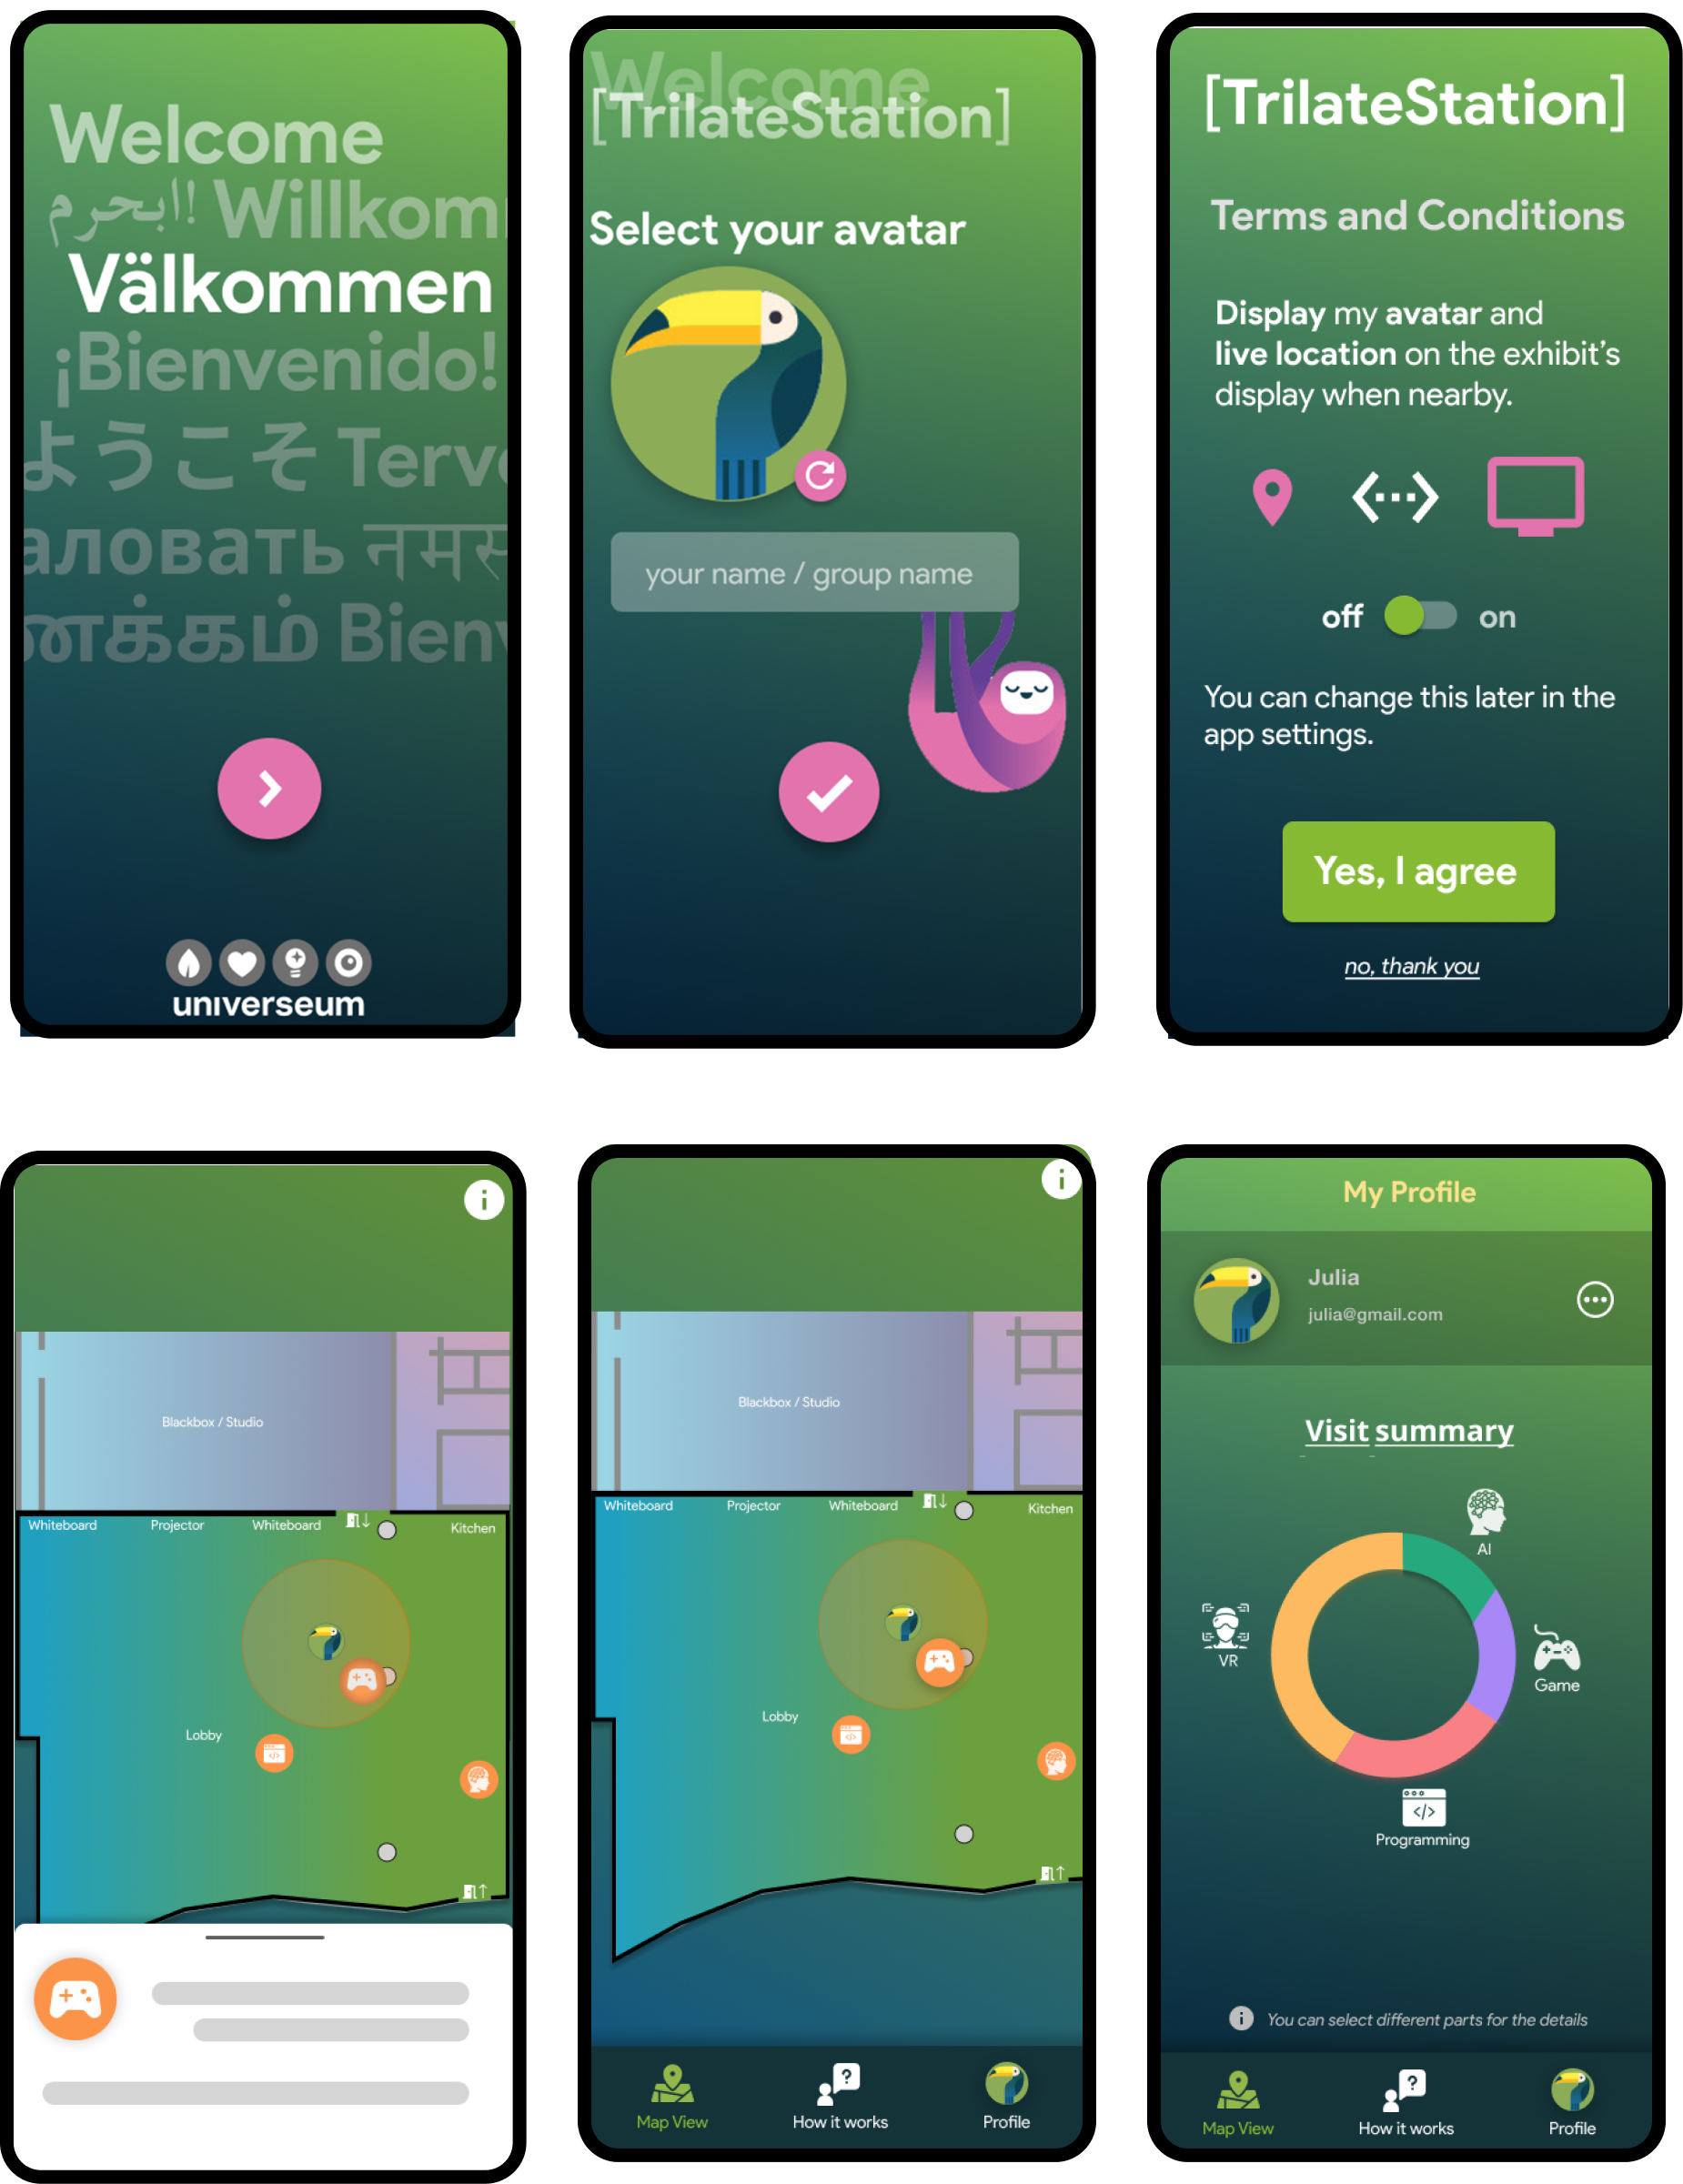 Welcome
ابحرم! Willkom
Välkommen
¡Bienvenido!
ようこそ Terv
аловать नमस
ணக்கம் Bien
universeum
Welcome
[TrilateStation]
Select your avatar
your name / group name
[TrilateStation]
Terms and Conditions
Display my avatar and
live location on the exhibit's
display when nearby.
off on
You can change this later in the
app settings.
Yes, I agree
no, thank you
Blackbox / Studio
Whiteboard Projector Whiteboard Kitchen
Lobby
Blackbox / Studio
Whiteboard Projector Whiteboard Kitchen
Lobby
Map View How it works Profile
My Profile
Julia
julia@gmail.com
Visit summary
AI
VR
Game
Programming
You can select different parts for the details
Map View How it works Profile